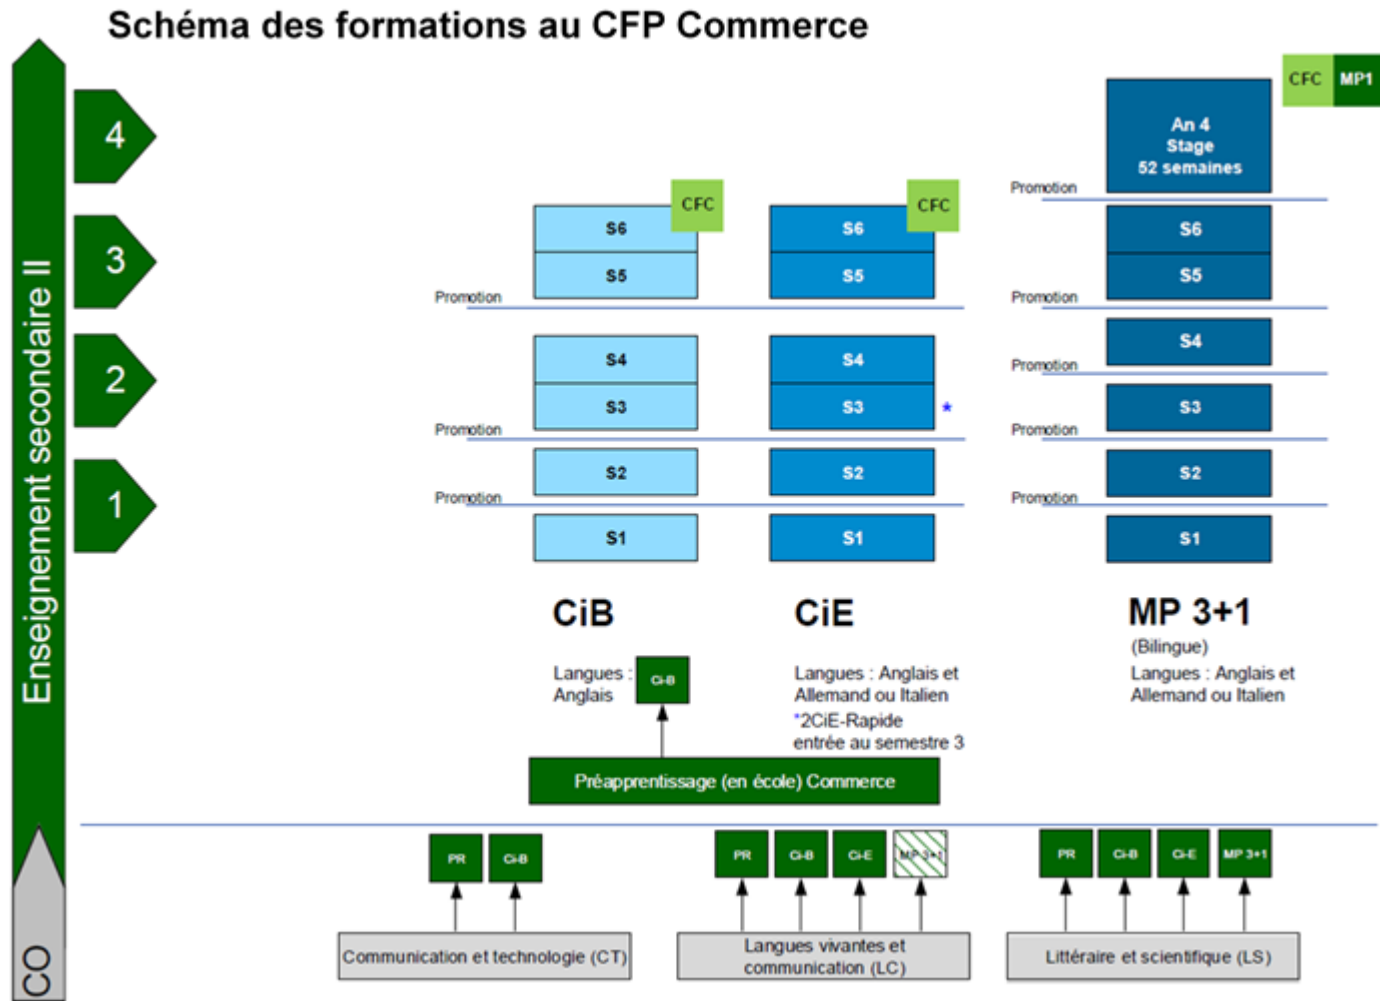 Schéma des formations au CFP Commerce
Enseignement secondaire II
CO
4
3
2
1
CFC
MP1
An 4
Stage
52 semaines
Promotion
CFC
S6
S5
Promotion
S4
S3
Promotion
S2
Promotion
S1
CFC
S6
S5
S4
S3
*
S2
S1
S6
S5
Promotion
S4
Promotion
S3
Promotion
S2
Promotion
S1
CiB
Langues :
Anglais
Ci-B
CiE
Langues : Anglais et
Allemand ou Italien
*2CiE-Rapide
entrée au semestre 3
MP 3+1
(Bilingue)
Langues : Anglais et
Allemand ou Italien
Préapprentissage (en école) Commerce
PR
Ci-B
PR
Ci-B
Ci-E
MP 3+1
PR
Ci-B
Ci-E
MP 3+1
Communication et technologie (CT)
Langues vivantes et
communication (LC)
Littéraire et scientifique (LS)